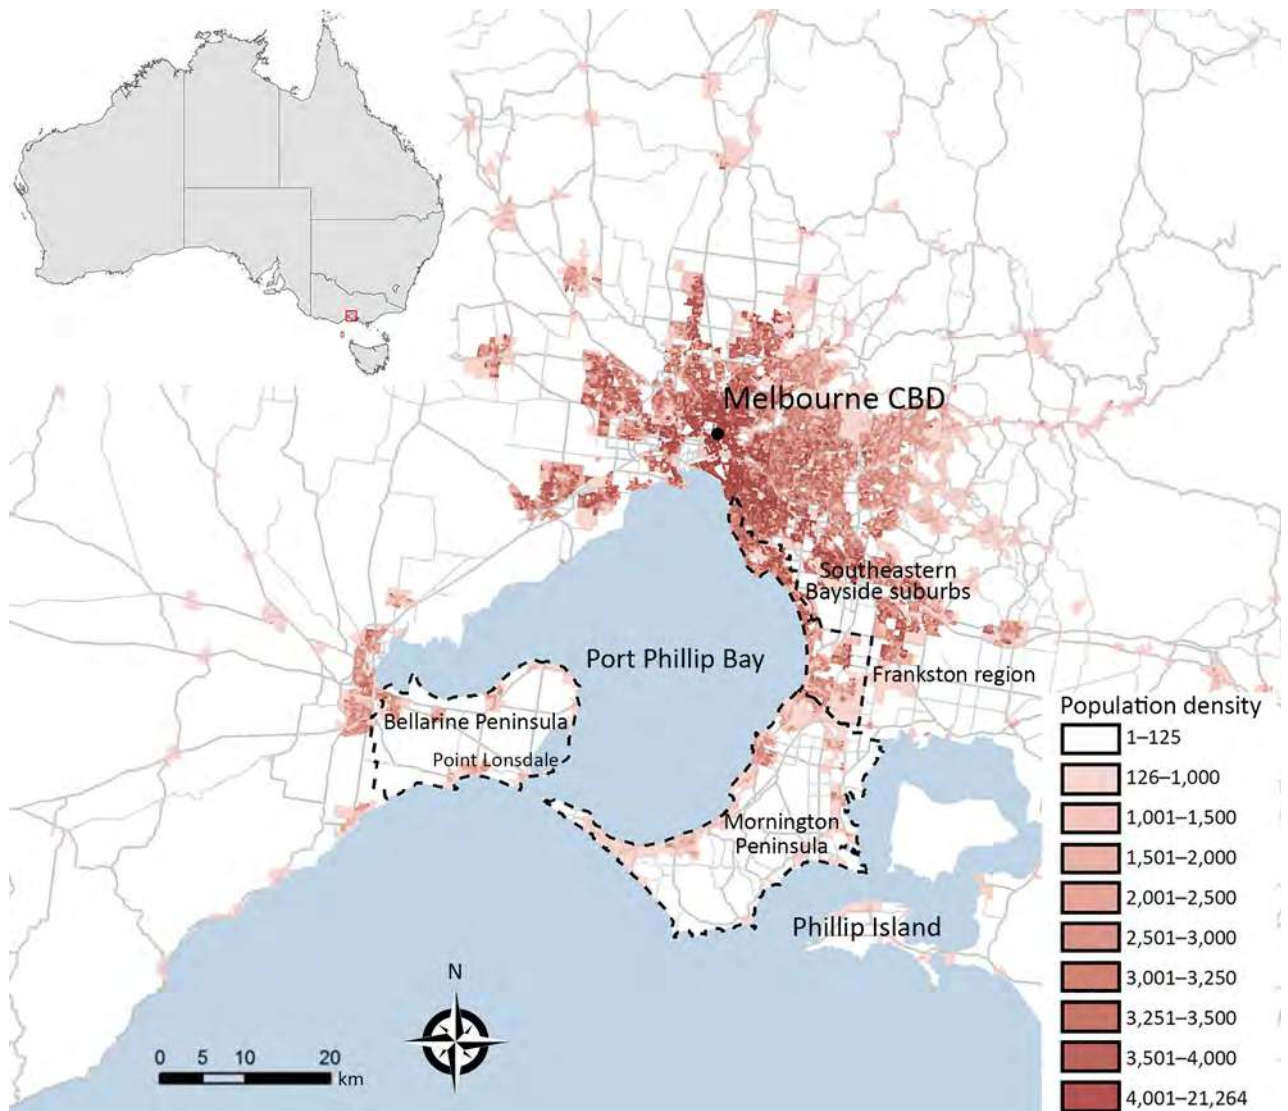 Melbourne CBD
Southeastern
Bayside suburbs
Port Phillip Bay
Frankston region
Bellarine Peninsula
Point Lonsdale
Mornington
Peninsula
Phillip Island
Population density
1–125
126–1,000
1,001–1,500
1,501–2,000
2,001–2,500
2,501–3,000
3,001–3,250
3,251–3,500
3,501–4,000
4,001–21,264
N
0 5 10 20
km